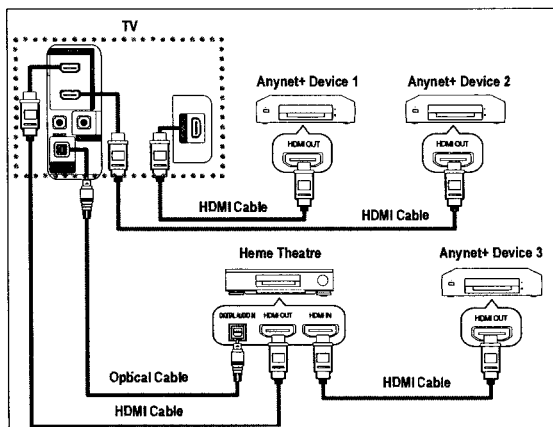 TV
Anynet+ Device 1
Anynet+ Device 2
HDMI OUT
HDMI OUT
HDMI Cable
HDMI Cable
Heme Theatre
Anynet+ Device 3
DIGITAL AUDIO IN
HDMI OUT
HDMI IN
HDMI OUT
Optical Cable
HDMI Cable
HDMI Cable